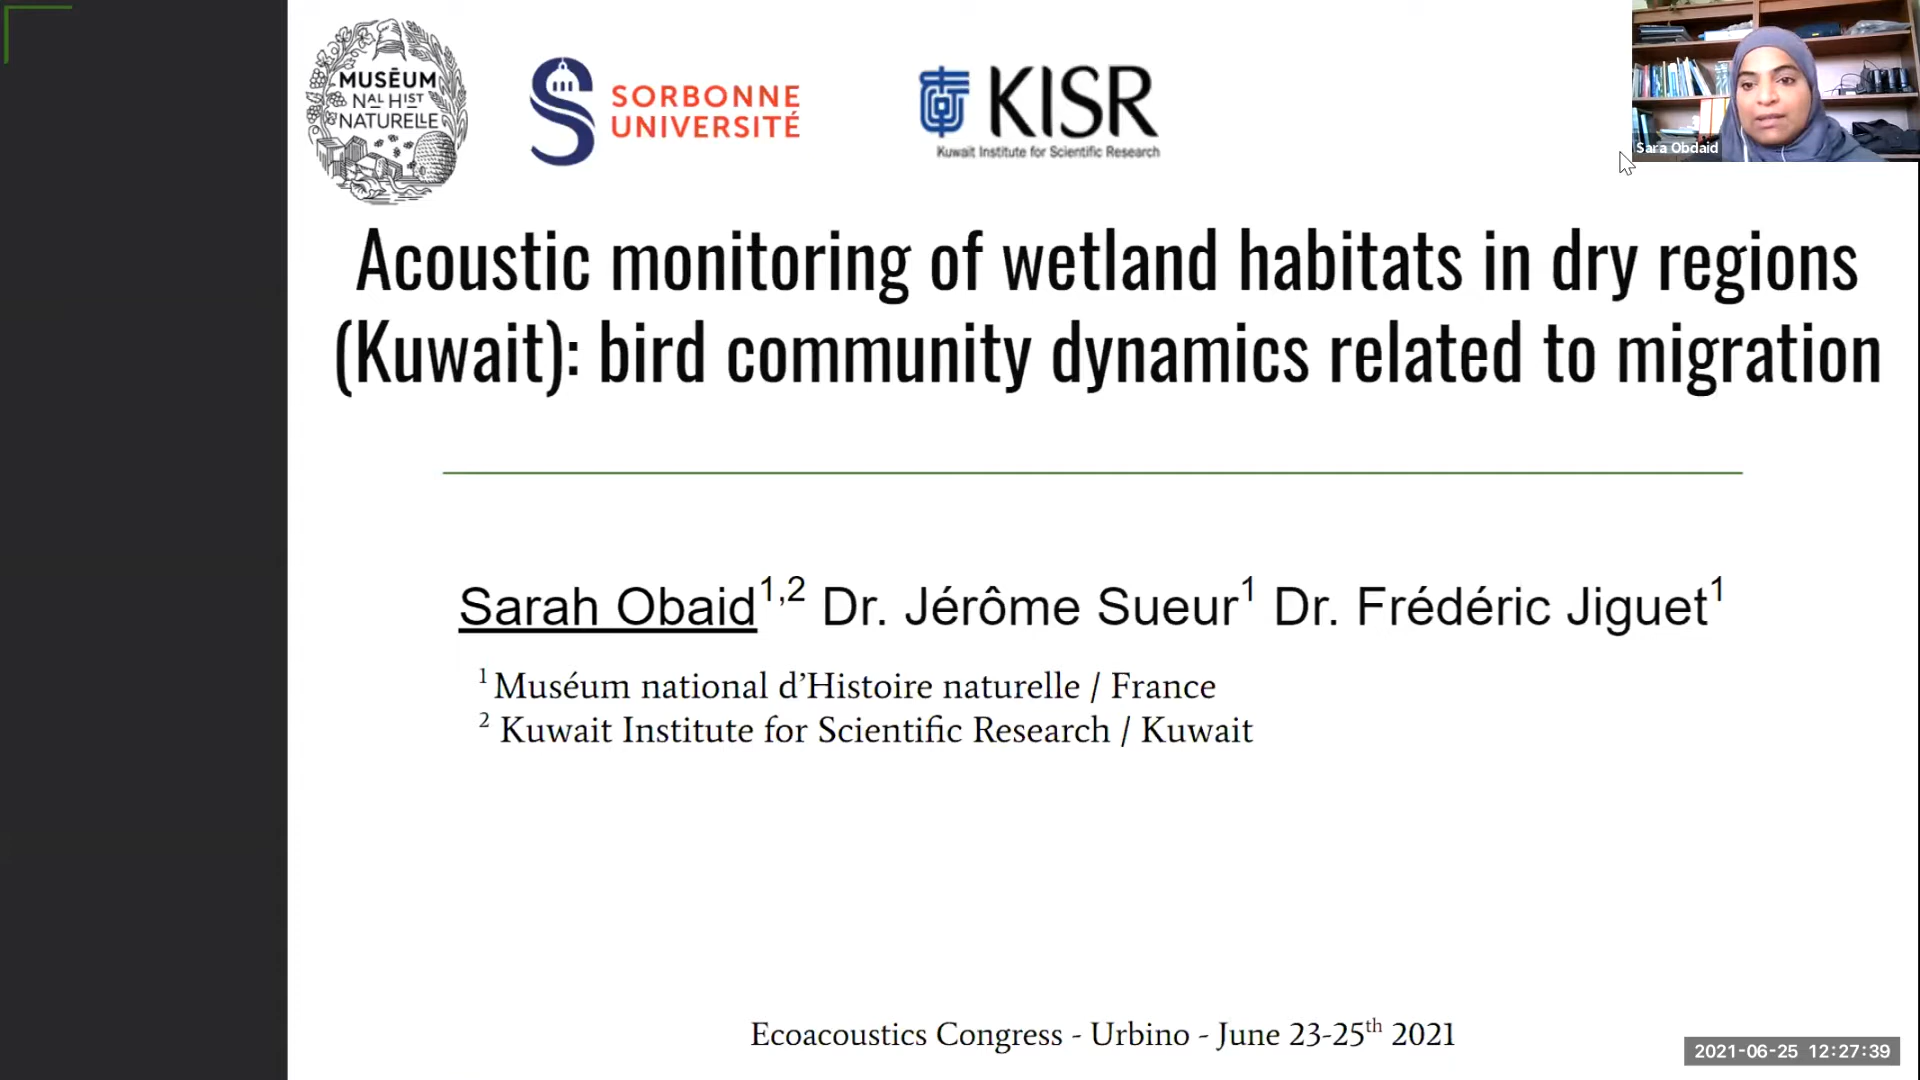 MUSĒUM
NAL HIST
NATURELLE
SORBONNE
UNIVERSITÉ
KISR
Kuwait Institute for Scientific Research
Sara Obdaid
Acoustic monitoring of wetland habitats in dry regions
(Kuwait): bird community dynamics related to migration
Sarah Obaid1,2 Dr. Jérôme Sueur1 Dr. Frédéric Jiguet1
1 Muséum national d’Histoire naturelle / France
2 Kuwait Institute for Scientific Research / Kuwait
Ecoacoustics Congress - Urbino - June 23-25th 2021
2021-06-25 12:27:39